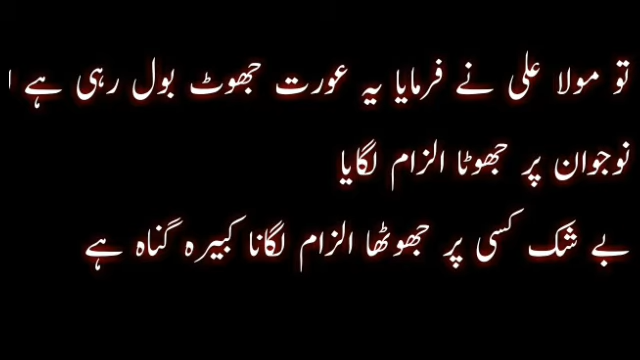 تو مولا علی نے فرمایا یہ عورت جھوٹ بول رہی ہے
نوجوان پر جھوٹا الزام لگایا
بے شک کسی پر جھوٹھا الزام لگانا کبیرہ گناہ ہے